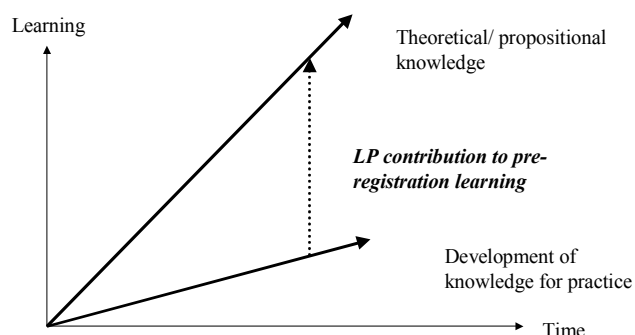 Learning
Theoretical/ propositional
knowledge
LP contribution to pre-
registration learning
Development of
knowledge for practice
Time